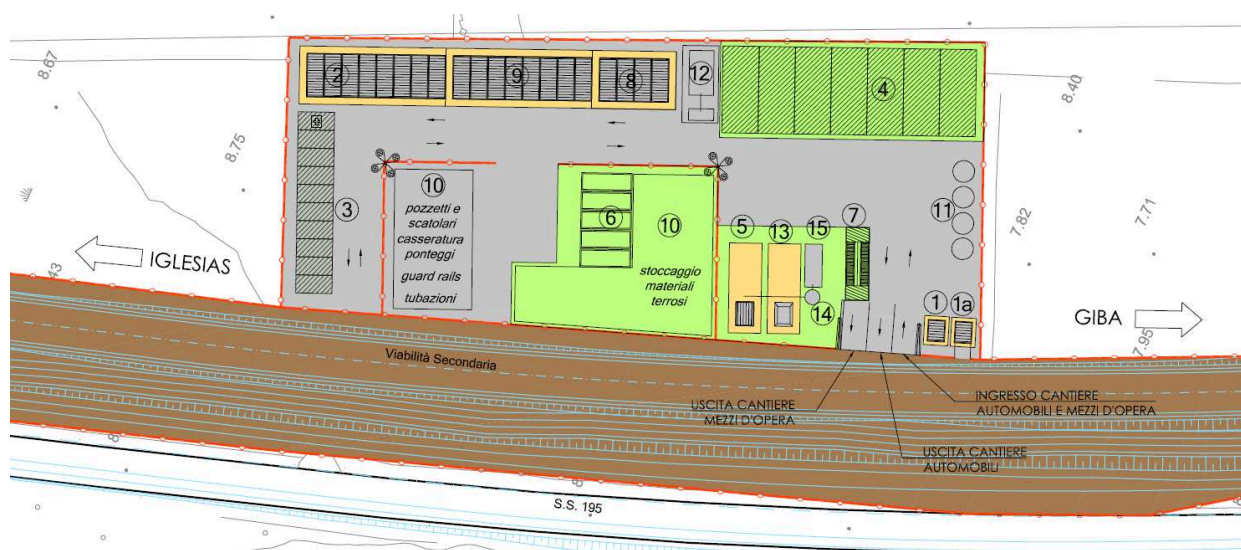 8.67
8.40
2
9
8
12
4
8.75
3
10
pozzetti e
scatolari
casseratura
ponteggi
guard rails
tubazioni
6
10
stoccaggio
materiali
terrosi
5
13
15
7
11
7.82
7.71
14
1
1a
7.95
IGLESIAS
43
GIBA
Viabilità Secondaria
USCITA CANTIERE
MEZZI D'OPERA
INGRESSO CANTIERE
AUTOMOBILI E MEZZI D'OPERA
USCITA CANTIERE
AUTOMOBILI
S.S. 195